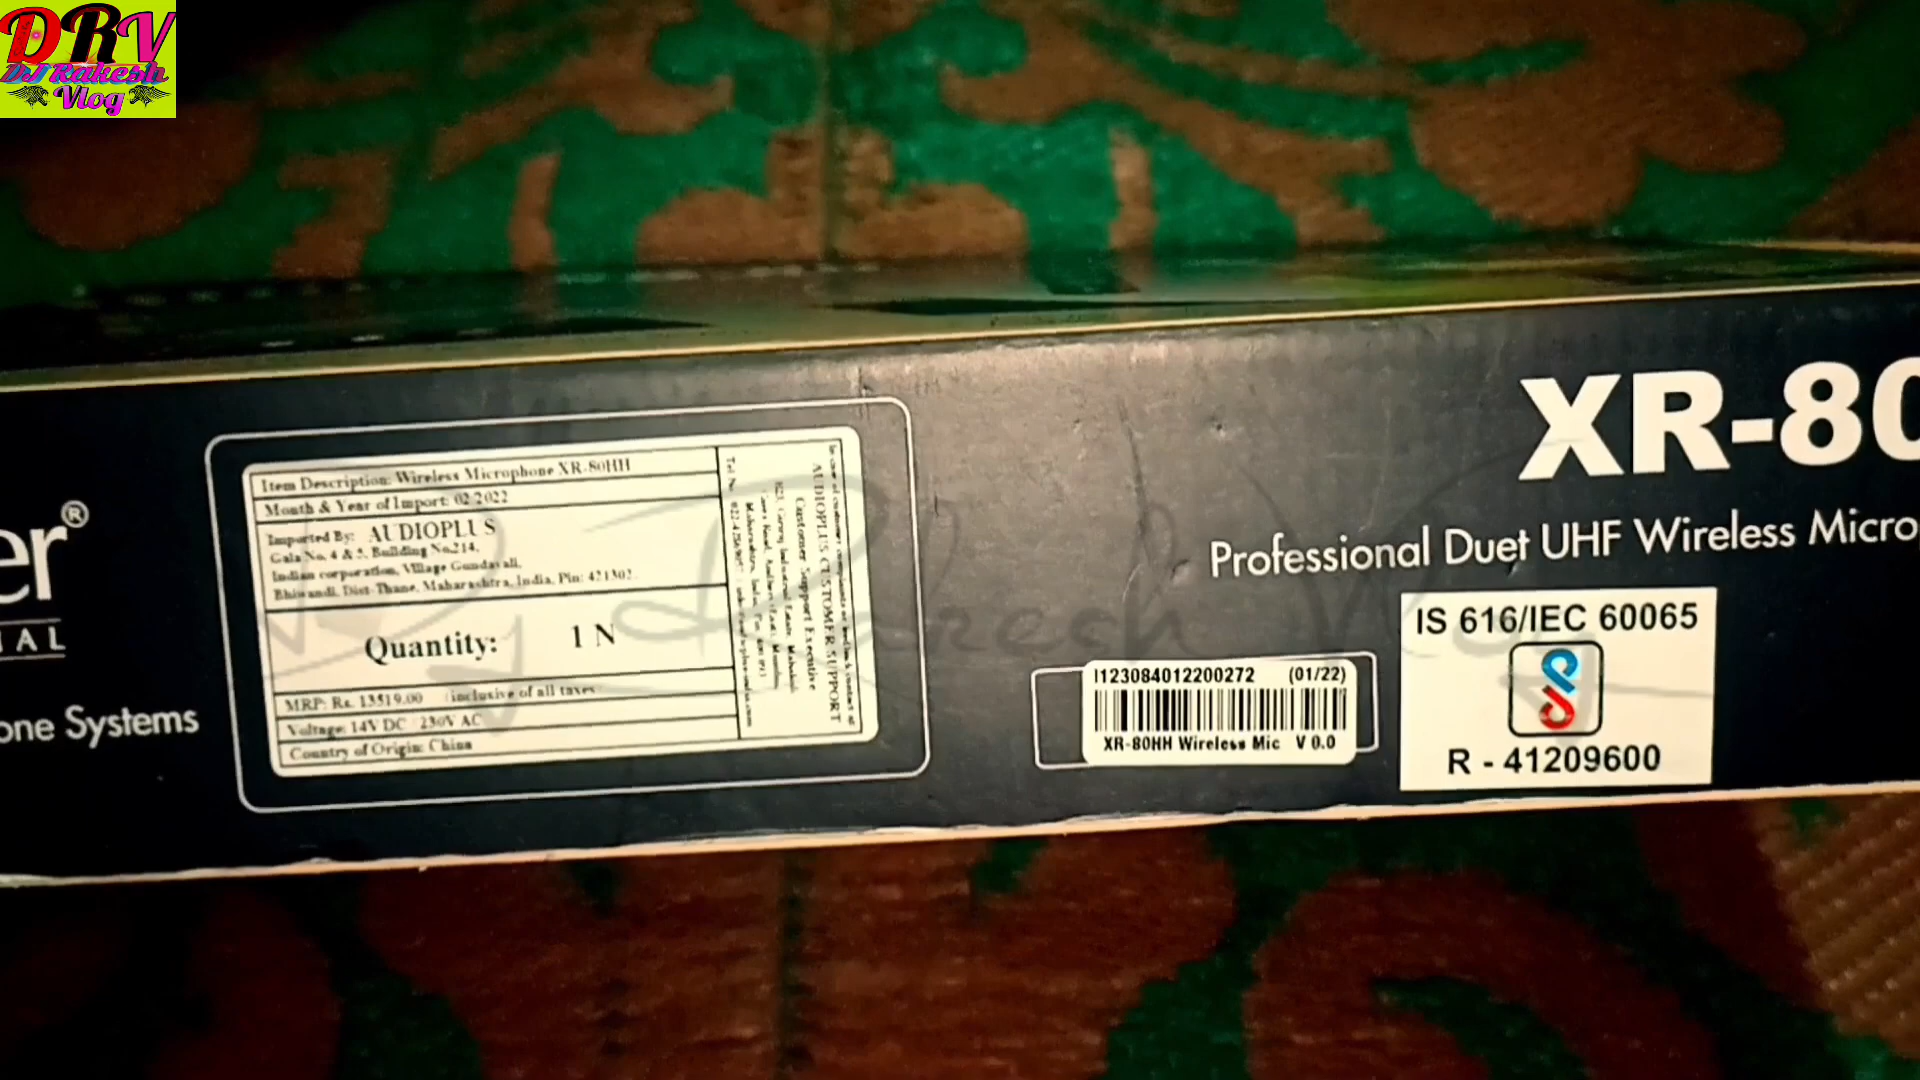 DRV
DJ Rakesh
Vlog
er®
NAL
one Systems
Item Description: Wireless Microphone XR-80HH
Month & Year of Import: 02/2022
Imported By: AUDIOPLUS
Gala No. 4 & 5, Building No.214,
Indian corporation, Village Gundavali,
Bhiwandi, Dist-Thane, Maharashtra, India, Pin: 421302.
Quantity: 1 N
MRP: Rs. 13519.00 inclusive of all taxes
Voltage: 14V DC 230V AC
Country of Origin: China
AUDIOPLUS CUSTOMER SUPPORT
Customer Support Executive
XR-80
Professional Duet UHF Wireless Micro
I123084012200272 (01/22)
XR-80HH Wireless Mic V 0.0
IS 616/IEC 60065
R - 41209600
Dj Rakesh Vlog